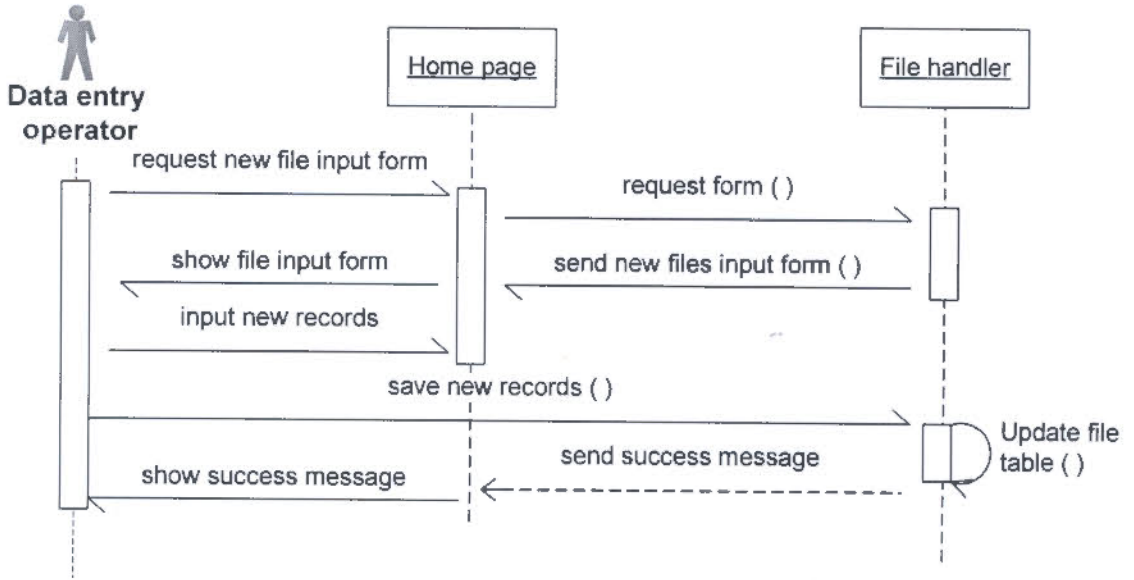 Data entry
operator
Home page
File handler
request new file input form
request form ( )
show file input form
send new files input form ( )
input new records
save new records ( )
Update file
table ( )
send success message
show success message